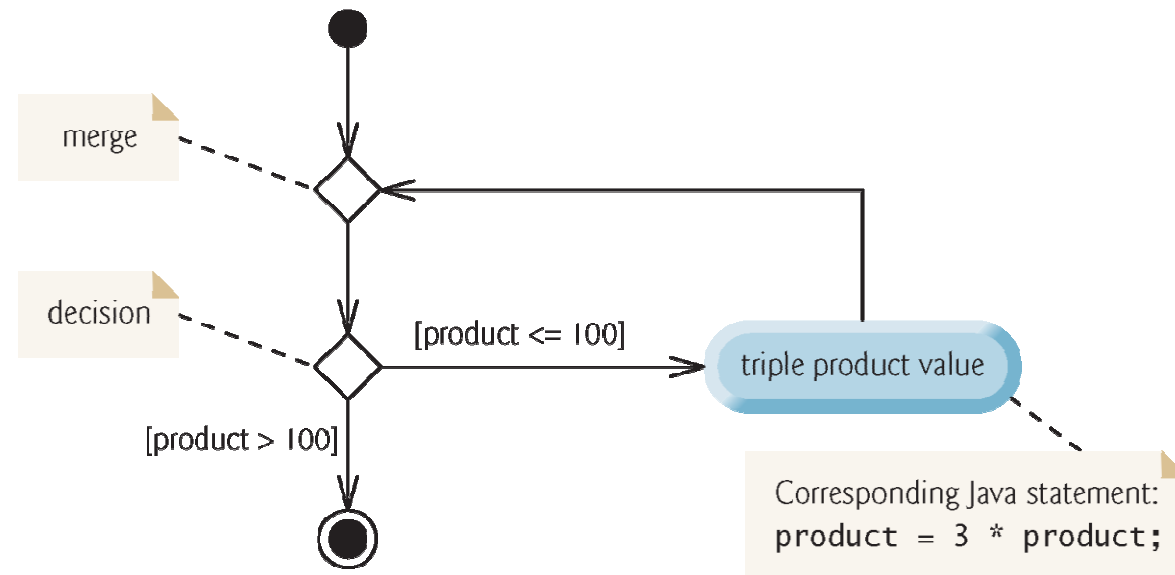 merge
decision
[product <= 100]
triple product value
[product > 100]
Corresponding Java statement:
product = 3 * product;